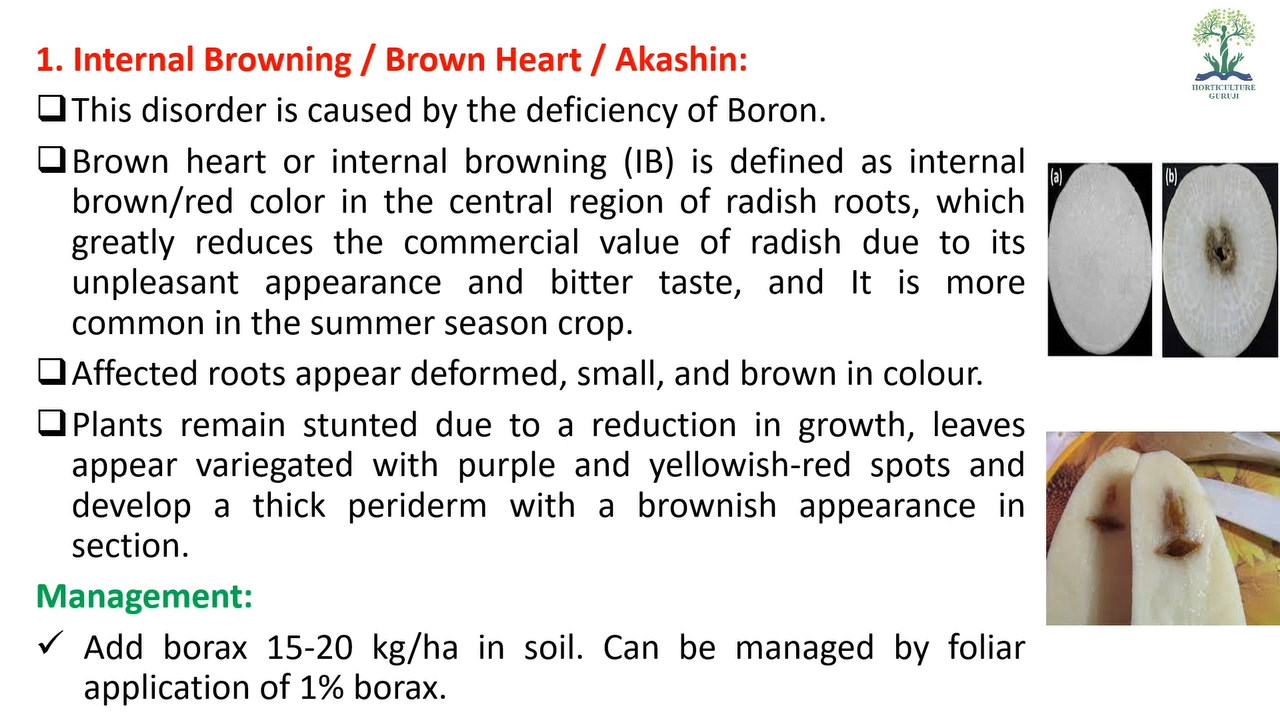 1. Internal Browning / Brown Heart / Akashin:
❑This disorder is caused by the deficiency of Boron.
❑Brown heart or internal browning (IB) is defined as internal
brown/red color in the central region of radish roots, which
greatly reduces the commercial value of radish due to its
unpleasant appearance and bitter taste, and It is more
common in the summer season crop.
❑Affected roots appear deformed, small, and brown in colour.
❑Plants remain stunted due to a reduction in growth, leaves
appear variegated with purple and yellowish-red spots and
develop a thick periderm with a brownish appearance in
section.
Management:
✓ Add borax 15-20 kg/ha in soil. Can be managed by foliar
application of 1% borax.
HORTICULTURE
GURUJI
(a)
(b)